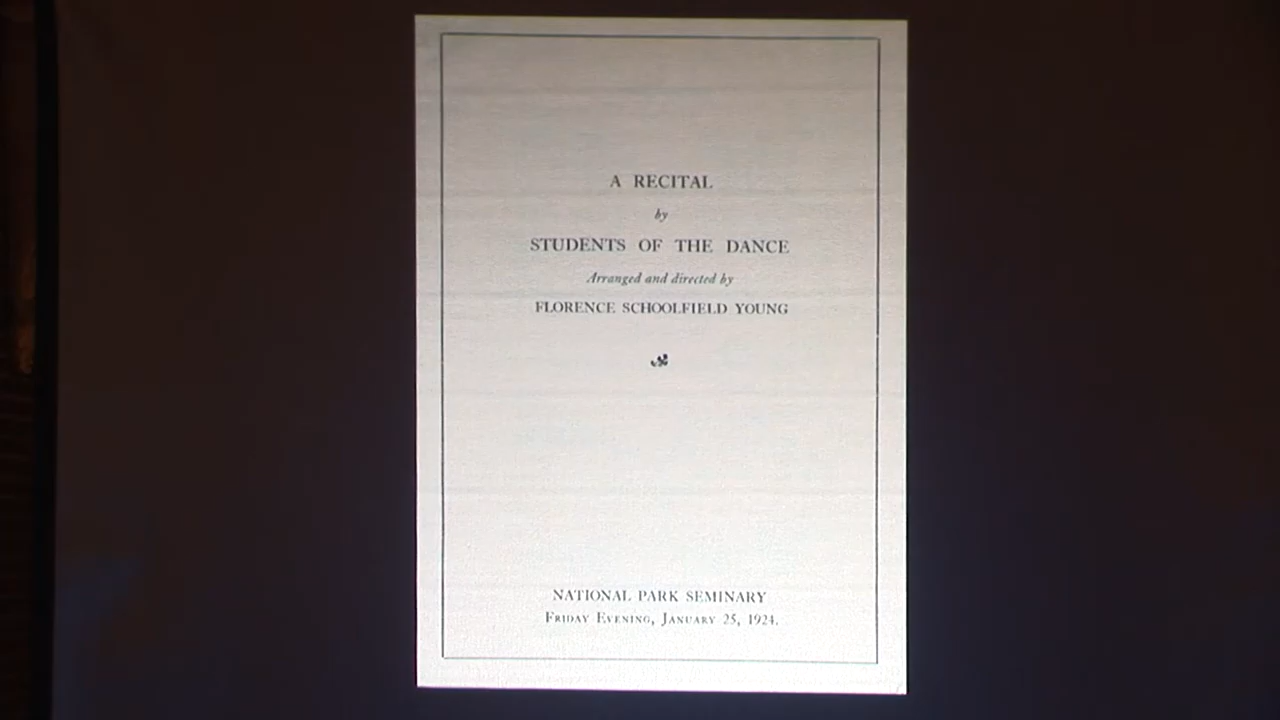 A RECITAL
by
STUDENTS OF THE DANCE
Arranged and directed by
FLORENCE SCHOOLFIELD YOUNG
NATIONAL PARK SEMINARY
FRIDAY EVENING, JANUARY 25, 1924.